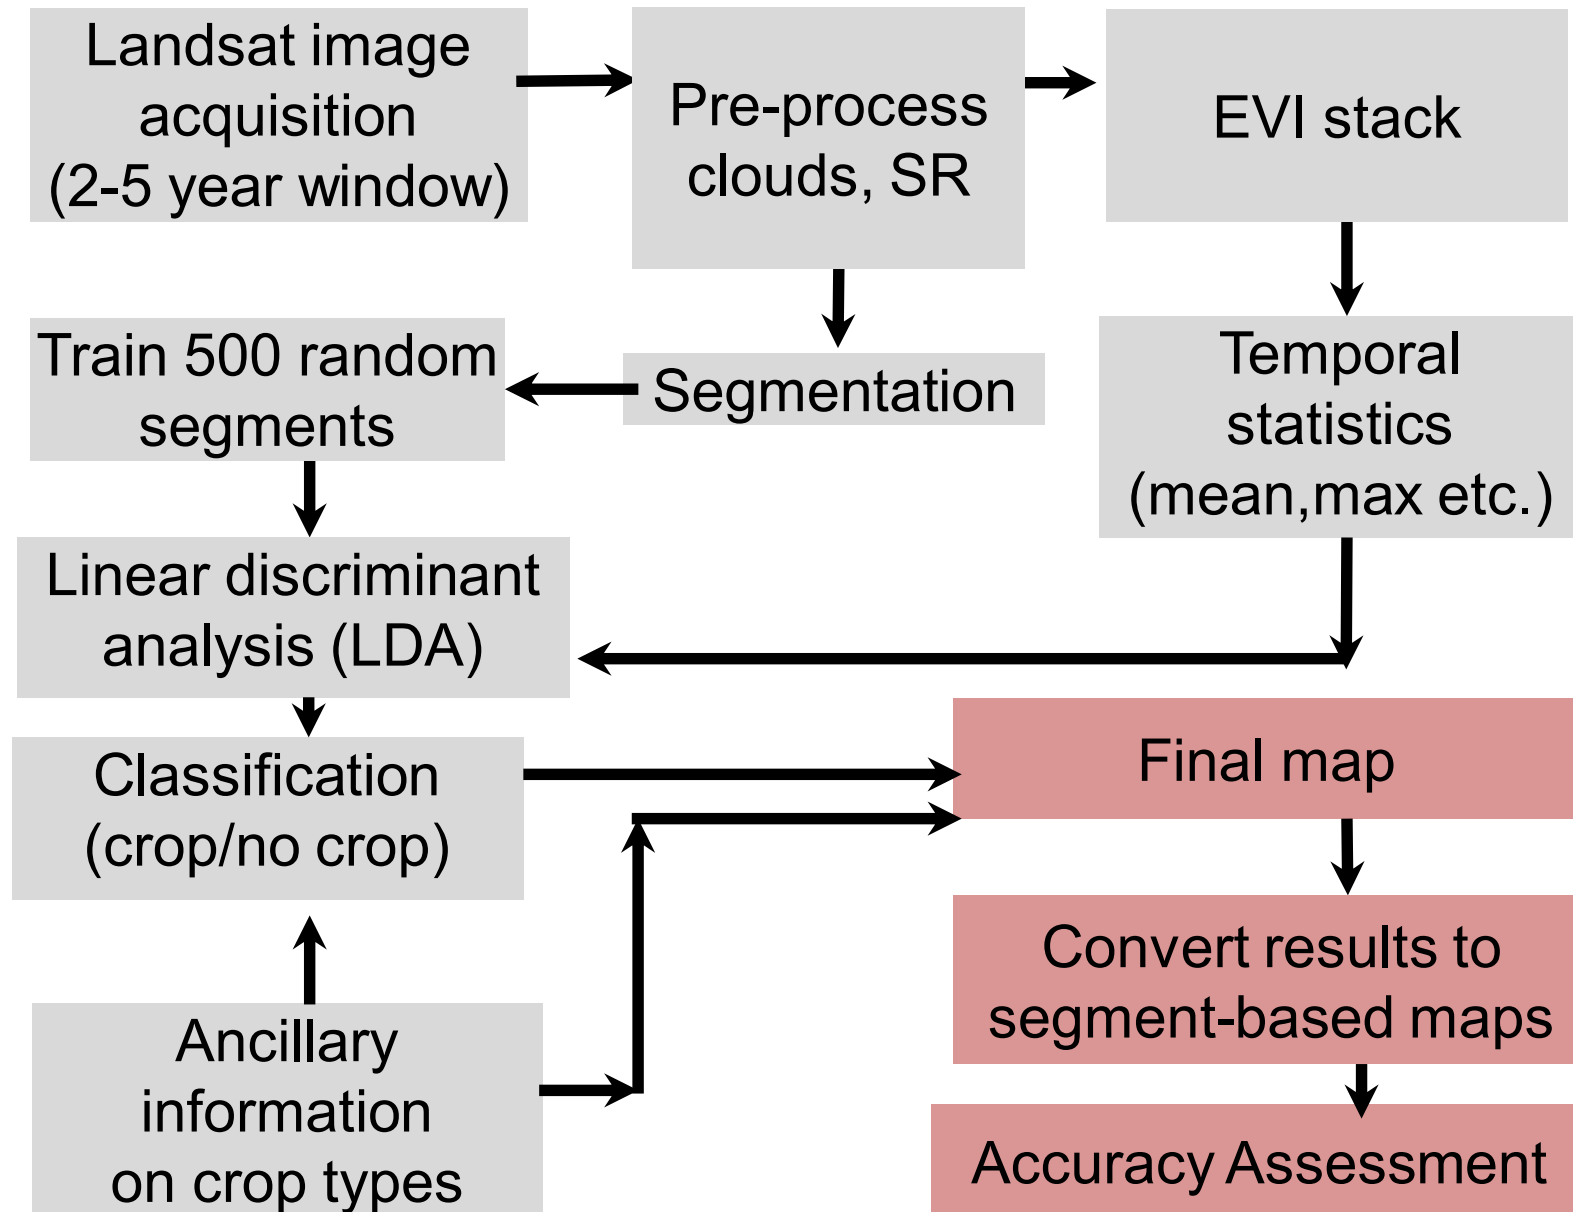 Landsat image
acquisition
(2-5 year window)
Pre-process
clouds, SR
EVI stack
Train 500 random
segments
Segmentation
Temporal
statistics
(mean,max etc.)
Linear discriminant
analysis (LDA)
Classification
(crop/no crop)
Final map
Convert results to
segment-based maps
Ancillary
information
on crop types
Accuracy Assessment